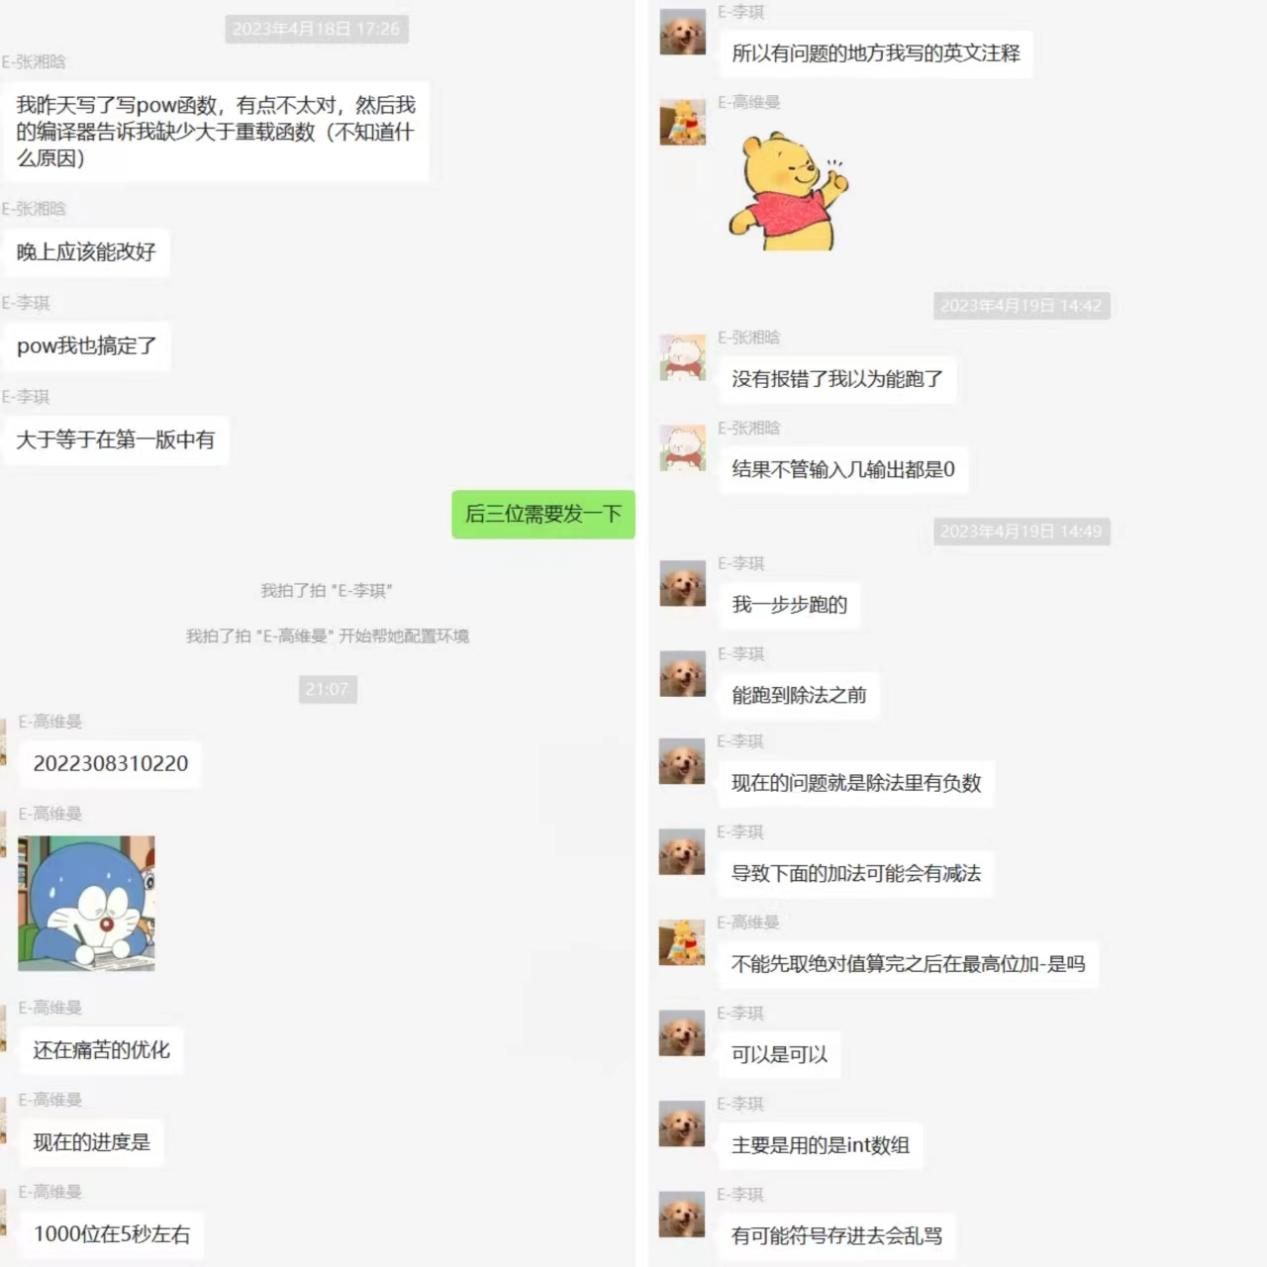 2023年4月18日 17:26
E-张湘晗
我昨天写了写pow函数，有点不太对，然后我
的编译器告诉我缺少大于重载函数（不知道什
么原因）
E-张湘晗
晚上应该能改好
E-李琪
pow我也搞定了
E-李琪
大于等于在第一版中有
后三位需要发一下
我拍了拍 "E-李琪"
我拍了拍 "E-高维曼" 开始帮她配置环境
21:07
E-高维曼
2022308310220
E-高维曼
E-高维曼
还在痛苦的优化
E-高维曼
现在的进度是
E-高维曼
1000位在5秒左右
E-李琪
所以有问题的地方我写的英文注释
E-高维曼
2023年4月19日 14:42
E-张湘晗
没有报错了我以为能跑了
E-张湘晗
结果不管输入几输出都是0
2023年4月19日 14:49
E-李琪
我一步步跑的
E-李琪
能跑到除法之前
E-李琪
现在的问题就是除法里有负数
E-李琪
导致下面的加法可能会有减法
E-高维曼
不能先取绝对值算完之后在最高位加-是吗
E-李琪
可以是可以
E-李琪
主要是用的是int数组
E-李琪
有可能符号存进去会乱骂